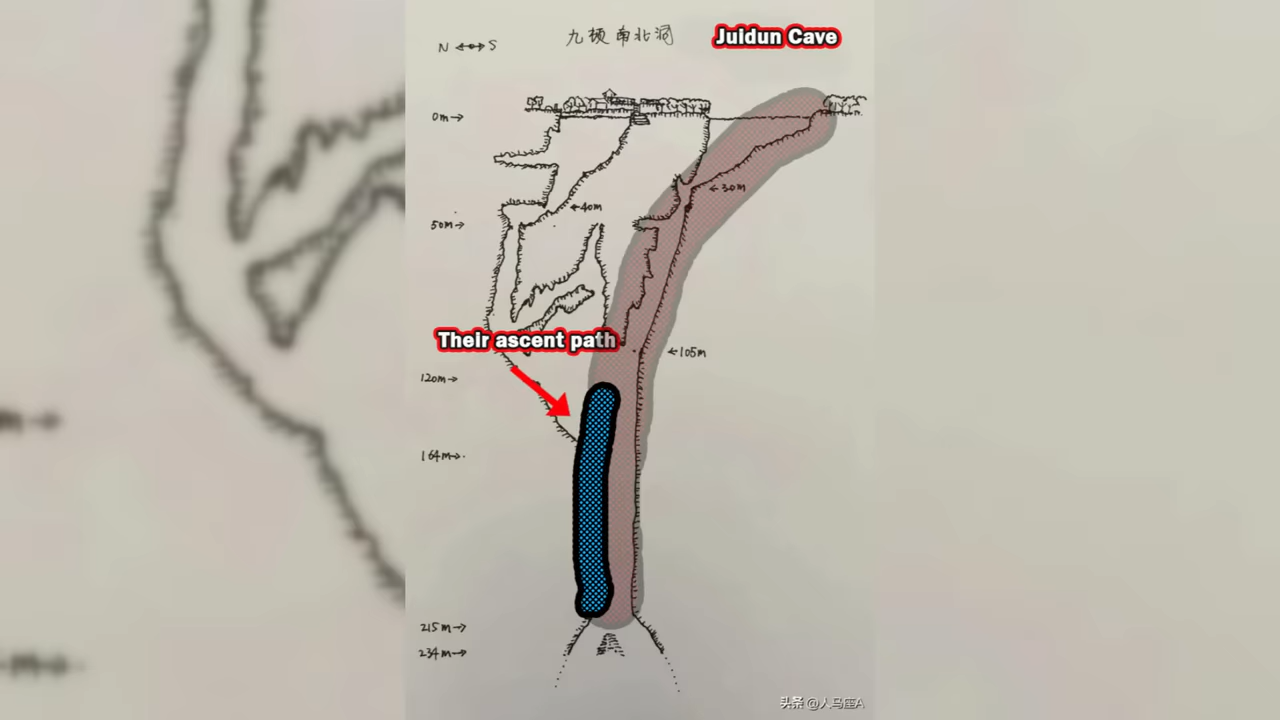 九顿南北洞
Juldun Cave
N ↔ S
0m →
← 30m
← 40m
50m →
Their ascent path
← 105m
120m →
164m →
215m →
234m →
头条 @人马座A